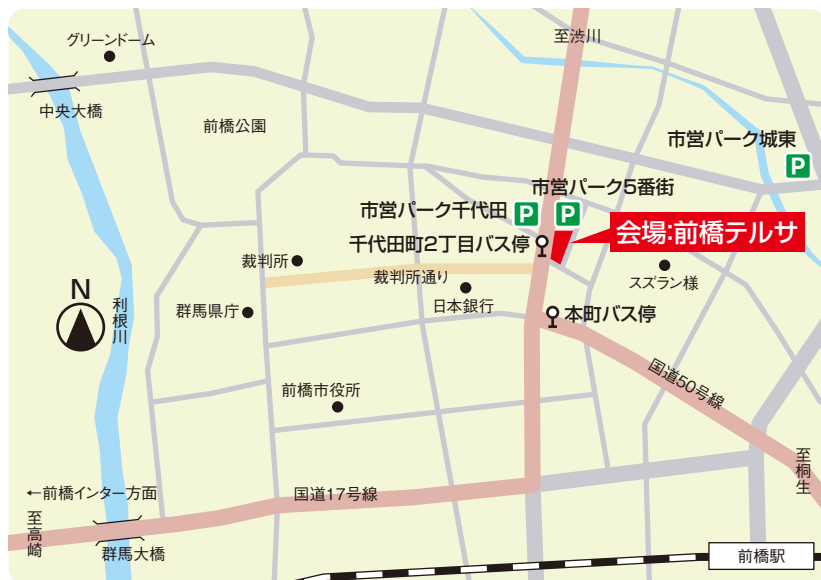 グリーンドーム
至渋川
中央大橋
前橋公園
市営パーク城東
P
市営パーク5番街
市営パーク千代田
P
P
会場:前橋テルサ
千代田町2丁目バス停
裁判所
裁判所通り
スズラン様
N
利根川
群馬県庁
日本銀行
本町バス停
国道50号線
前橋市役所
至桐生
←前橋インター方面
国道17号線
至高崎
群馬大橋
前橋駅